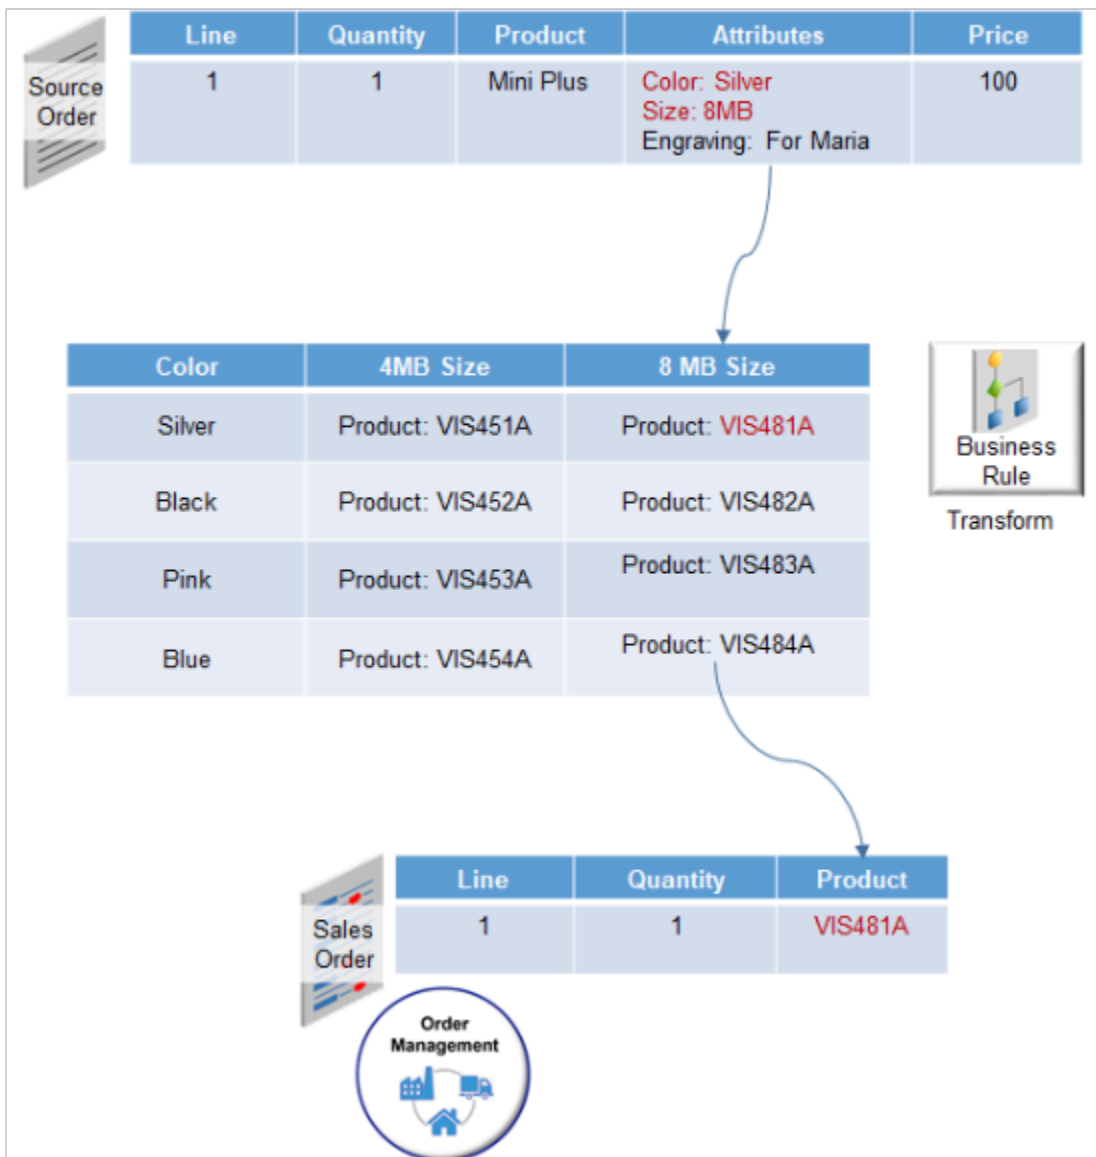 Line Quantity Product Attributes Price
Source Order
1 1 Mini Plus Color: Silver 100
Size: 8MB
Engraving: For Maria
Color 4MB Size 8 MB Size
Silver Product: VIS451A Product: VIS481A
Black Product: VIS452A Product: VIS482A
Pink Product: VIS453A Product: VIS483A
Blue Product: VIS454A Product: VIS484A
Business
Rule
Transform
Line Quantity Product
Sales
Order
1 1 VIS481A
Order
Management